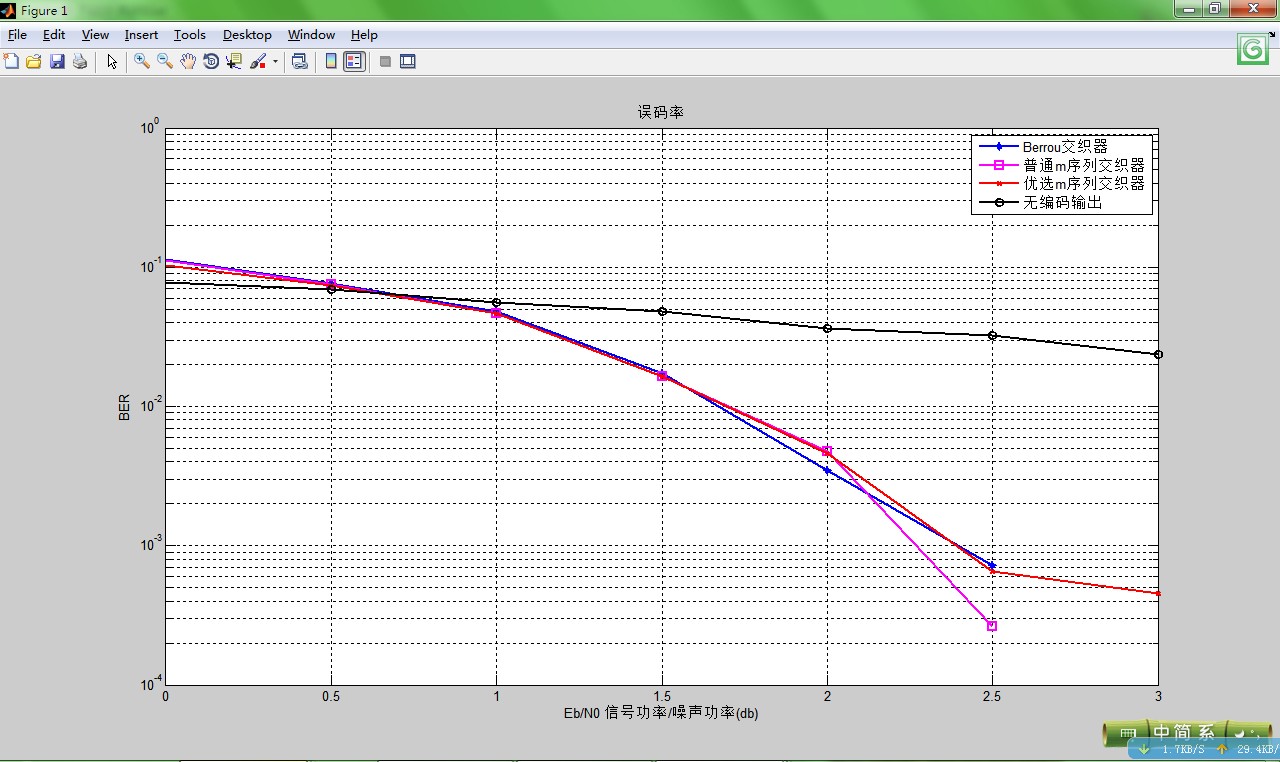 Figure 1
File Edit View Insert Tools Desktop Window Help
误码率
10^0
10^-1
10^-2
10^-3
10^-4
BER
Berrou交织器
普通m序列交织器
优选m序列交织器
无编码输出
0 0.5 1 1.5 2 2.5 3
Eb/N0 信号功率/噪声功率(db)
中 简 系
1.7KB/S 29.4KB/